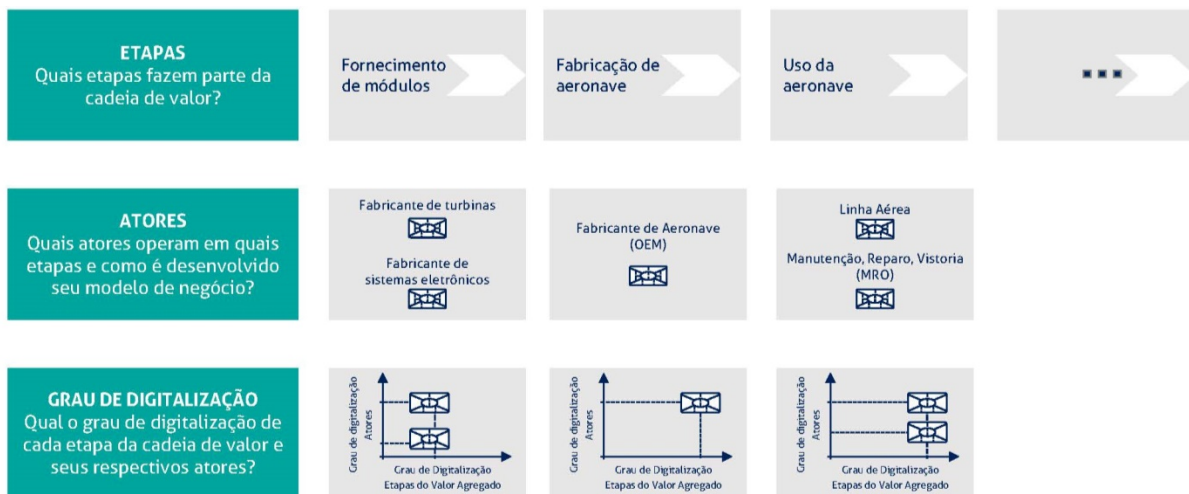 ETAPAS
Quais etapas fazem parte da
cadeia de valor?
Fornecimento
de módulos
Fabricação de
aeronave
Uso da
aeronave
ATORES
Quais atores operam em quais
etapas e como é desenvolvido
seu modelo de negócio?
Fabricante de turbinas
Fabricante de
sistemas eletrônicos
Fabricante de Aeronave
(OEM)
Linha Aérea
Manutenção, Reparo, Vistoria
(MRO)
GRAU DE DIGITALIZAÇÃO
Qual o grau de digitalização de
cada etapa da cadeia de valor e
seus respectivos atores?
Grau de digitalização
Atores
Grau de Digitalização
Etapas do Valor Agregado
Grau de digitalização
Atores
Grau de Digitalização
Etapas do Valor Agregado
Grau de digitalização
Atores
Grau de Digitalização
Etapas do Valor Agregado